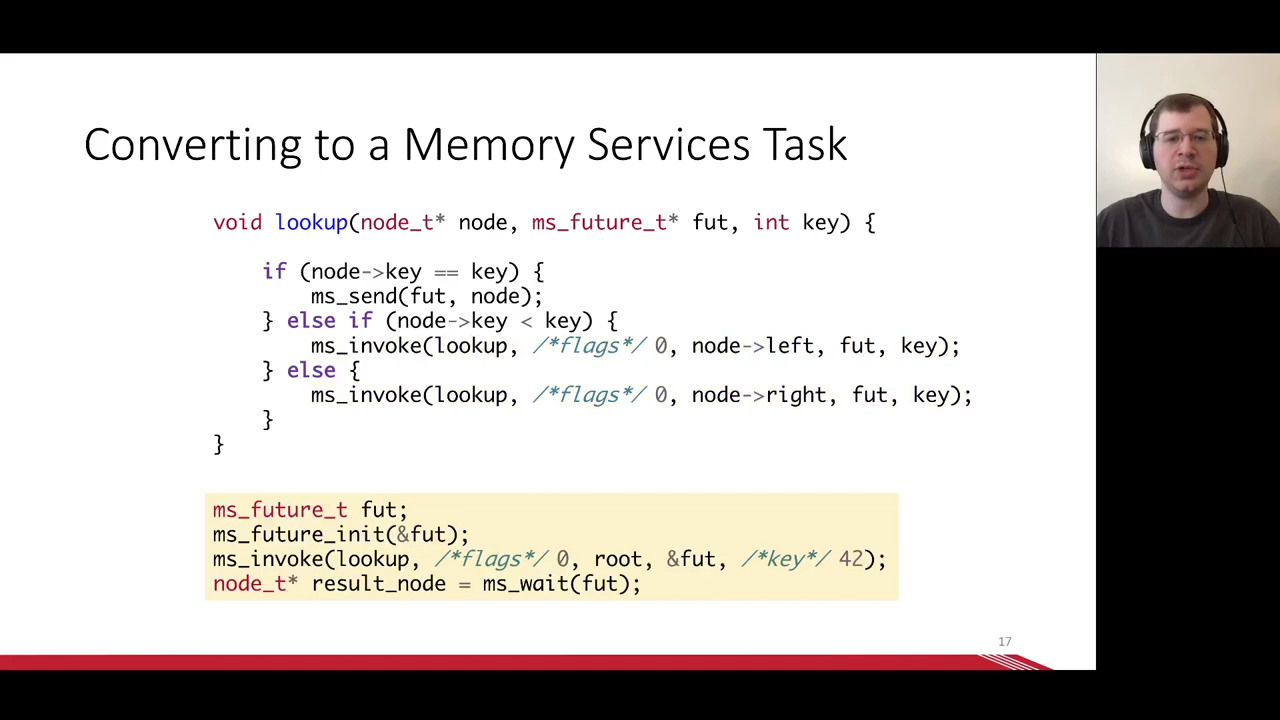 Converting to a Memory Services Task
void lookup(node_t* node, ms_future_t* fut, int key) {
if (node->key == key) {
ms_send(fut, node);
} else if (node->key < key) {
ms_invoke(lookup, /*flags*/ 0, node->left, fut, key);
} else {
ms_invoke(lookup, /*flags*/ 0, node->right, fut, key);
}
}
ms_future_t fut;
ms_future_init(&fut);
ms_invoke(lookup, /*flags*/ 0, root, &fut, /*key*/ 42);
node_t* result_node = ms_wait(fut);
17